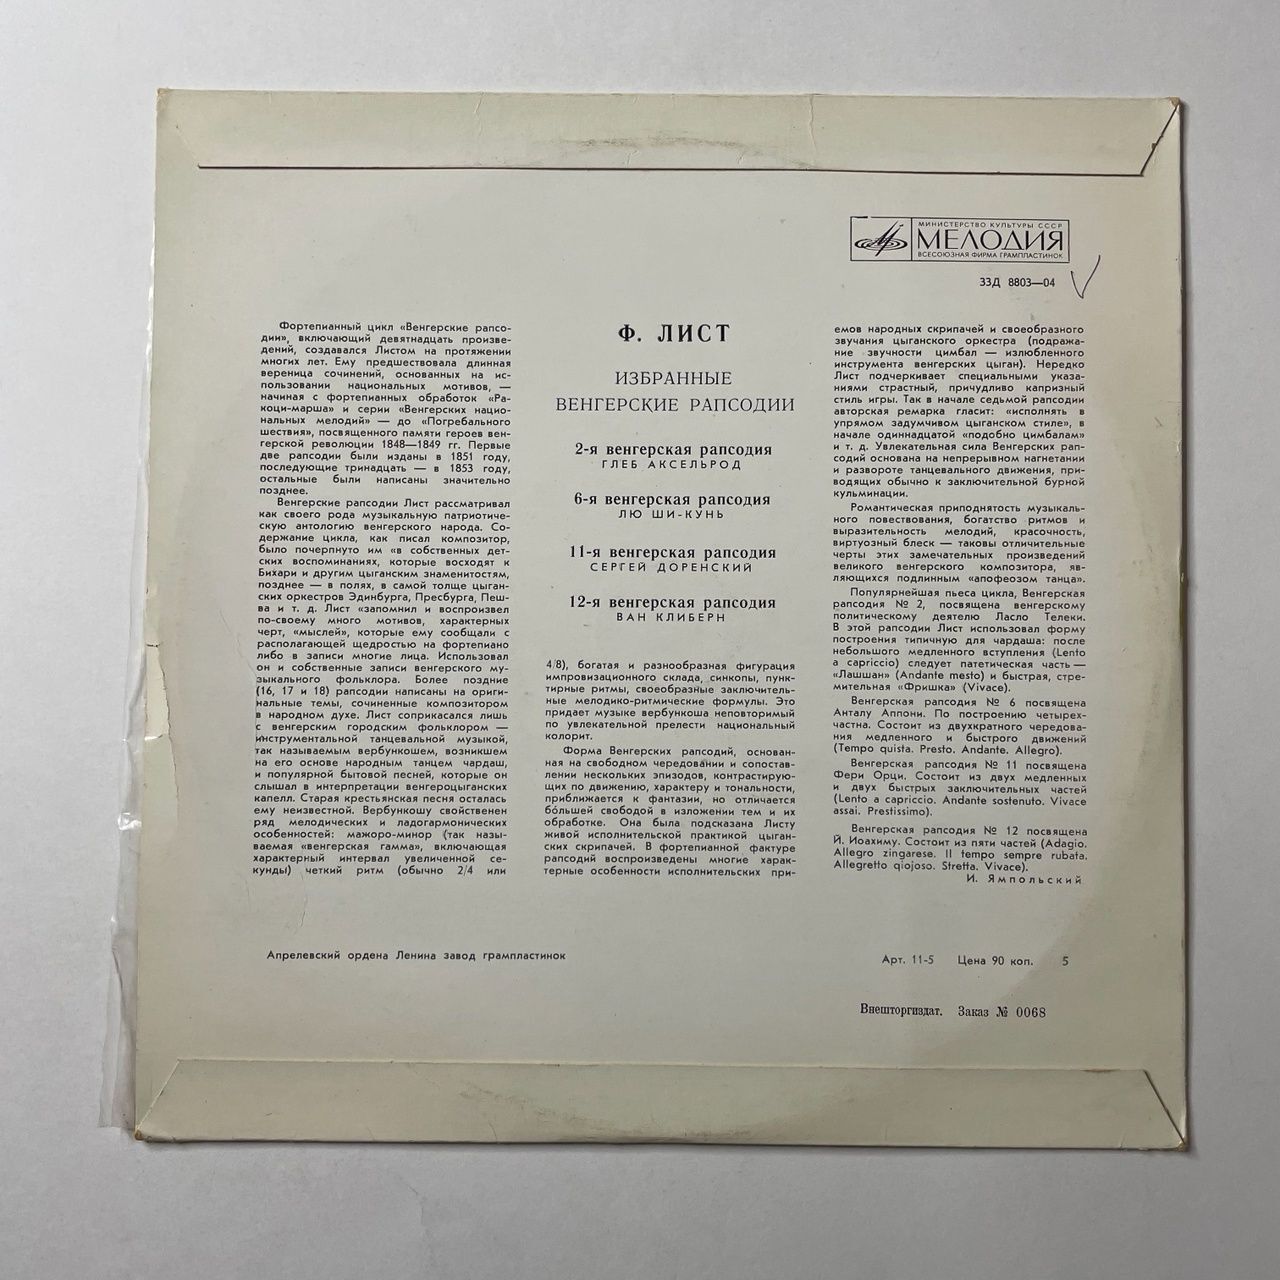 МИНИСТЕРСТВО КУЛЬТУРЫ СССР
МЕЛОДИЯ
ВСЕСОЮЗНАЯ ФИРМА ГРАМПЛАСТИНОК
33Д 8803—04
Фортепианный цикл «Венгерские рапсо-
дии», включающий девятнадцать произве-
дений, создавался Листом на протяжении
многих лет. Ему предшествовала длинная
вереница сочинений, основанных на ис-
пользовании национальных мотивов, —
начиная с фортепианных обработок «Ра-
коци-марша» и серии «Венгерских нацио-
нальных мелодий» — до «Погребального
шествия», посвященного памяти героев вен-
герской революции 1848—1849 гг. Первые
две рапсодии были изданы в 1851 году,
последующие тринадцать — в 1853 году,
остальные были написаны значительно
позднее.
Венгерские рапсодии Лист рассматривал
как своего рода музыкальную патриотиче-
скую антологию венгерского народа. Со-
держание цикла, как писал композитор,
было почерпнуто им «в собственных дет-
ских воспоминаниях, которые восходят к
Бихари и другим цыганским знаменитостям,
позднее — в полях, в самой толще цыган-
ских оркестров Эдинбурга, Пресбурга, Пеш-
ва и т. д. Лист «запомнил и воспроизвел
по-своему много мотивов, характерных
черт, «мыслей», которые ему сообщали с
располагающей щедростью на фортепиано
либо в записи многие лица. Использовал
он и собственные записи венгерского му-
зыкального фольклора. Более поздние
(16, 17 и 18) рапсодии написаны на ориги-
нальные темы, сочиненные композитором
в народном духе. Лист соприкасался лишь
с венгерским городским фольклором —
инструментальной танцевальной музыкой,
так называемым вербункошем, возникшем
на его основе народным танцем чардаш,
и популярной бытовой песней, которые он
слышал в интерпретации венгероцыганских
капелл. Старая крестьянская песня осталась
ему неизвестной. Вербункошу свойственен
ряд мелодических и ладогармонических
особенностей: мажоро-минор (так назы-
ваемая «венгерская гамма», включающая
характерный интервал увеличенной се-
кунды) четкий ритм (обычно 2/4 или
Ф. ЛИСТ
ИЗБРАННЫЕ
ВЕНГЕРСКИЕ РАПСОДИИ
2-я венгерская рапсодия
ГЛЕБ АКСЕЛЬРОД
6-я венгерская рапсодия
ЛЮ ШИ-КУНЬ
11-я венгерская рапсодия
СЕРГЕЙ ДОРЕНСКИЙ
12-я венгерская рапсодия
ВАН КЛИБЕРН
4/8), богатая и разнообразная фигурация
импровизационного склада, синкопы, пунк-
тирные ритмы, своеобразные заключитель-
ные мелодико-ритмические формулы. Это
придает музыке вербункоша неповторимый
по увлекательной прелести национальный
колорит.
Форма Венгерских рапсодий, основан-
ная на свободном чередовании и сопостав-
лении нескольких эпизодов, контрастирую-
щих по движению, характеру и тональности,
приближается к фантазии, но отличается
бо́льшей свободой в изложении тем и их
обработке. Она была подсказана Листу
живой исполнительской практикой цыган-
ских скрипачей. В фортепианной фактуре
рапсодий воспроизведены многие харак-
терные особенности исполнительских при-
емов народных скрипачей и своеобразного
звучания цыганского оркестра (подража-
ние звучности цимбал — излюбленного
инструмента венгерских цыган). Нередко
Лист подчеркивает специальными указа-
ниями страстный, причудливо капризный
стиль игры. Так в начале седьмой рапсодии
авторская ремарка гласит: «исполнять в
упрямом задумчивом цыганском стиле», в
начале одиннадцатой «подобно цимбалам»
и т. д. Увлекательная сила Венгерских рап-
содий основана на непрерывном нагнетании
и развороте танцевального движения, при-
водящих обычно к заключительной бурной
кульминации.
Романтическая приподнятость музыкаль-
ного повествования, богатство ритмов и
выразительность мелодий, красочность,
виртуозный блеск — таковы отличительные
черты этих замечательных произведений
великого венгерского композитора, яв-
ляющихся подлинным «апофеозом танца».
Популярнейшая пьеса цикла, Венгерская
рапсодия № 2, посвящена венгерскому
политическому деятелю Ласло Телеки.
В этой рапсодии Лист использовал форму
построения типичную для чардаша: после
небольшого медленного вступления (Lento
a capriccio) следует патетическая часть —
«Лашшан» (Andante mesto) и быстрая, стре-
мительная «Фришка» (Vivace).
Венгерская рапсодия № 6 посвящена
Анталу Аппони. По построению четырех-
частна. Состоит из двухкратного чередова-
ния медленного и быстрого движений
(Tempo quista. Presto. Andante. Allegro).
Венгерская рапсодия № 11 посвящена
Фери Орци. Состоит из двух медленных
и двух быстрых заключительных частей
(Lento a capriccio. Andante sostenuto. Vivace
assai. Prestissimo).
Венгерская рапсодия № 12 посвящена
Й. Иоахиму. Состоит из пяти частей (Adagio.
Allegro zingarese. Il tempo sempre rubata.
Allegretto qiojoso. Stretta. Vivace).
И. Ямпольский
Апрелевский ордена Ленина завод грампластинок
Арт. 11-5 Цена 90 коп. 5
Внешторгиздат. Заказ № 0068